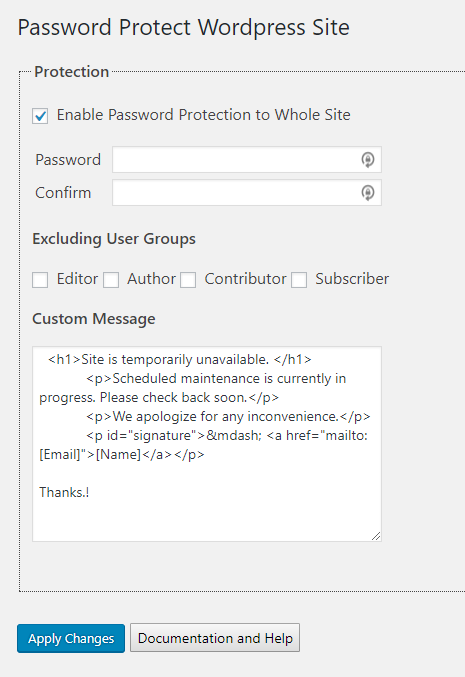 Password Protect Wordpress Site
Protection
Enable Password Protection to Whole Site
Password
Confirm
Excluding User Groups
Editor Author Contributor Subscriber
Custom Message
<h1>Site is temporarily unavailable. </h1>
<p>Scheduled maintenance is currently in
progress. Please check back soon.</p>
<p>We apologize for any inconvenience.</p>
<p id="signature">&mdash; <a href="mailto:
[Email]">[Name]</a></p>
Thanks.!
Apply Changes Documentation and Help